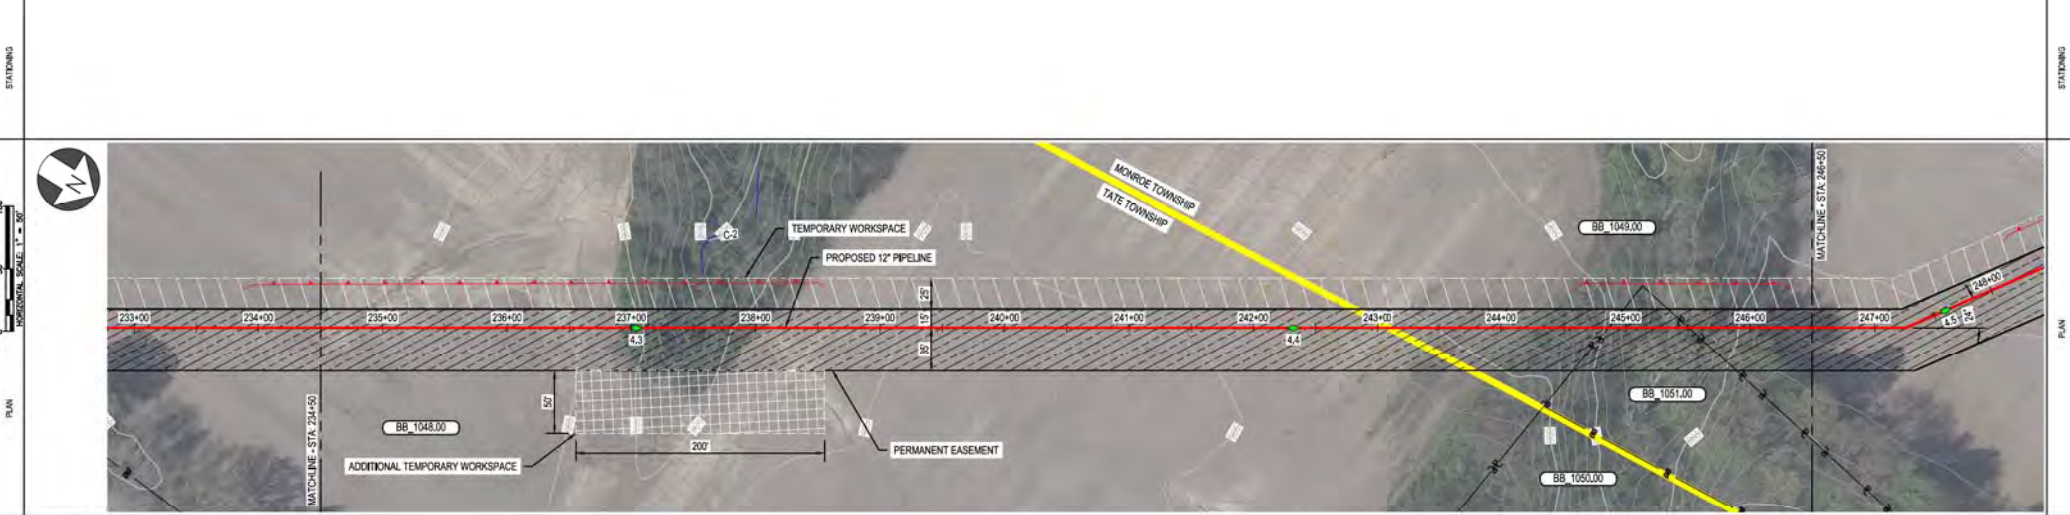 STATIONING
STATIONING
N
HORIZONTAL SCALE: 1" = 50'
MONROE TOWNSHIP
TATE TOWNSHIP
MATCHLINE - STA: 246+50
BB_1049.00
C-2
TEMPORARY WORKSPACE
PROPOSED 12" PIPELINE
25'
15'
248+00
233+00
234+00
235+00
236+00
237+00
238+00
239+00
240+00
241+00
242+00
243+00
244+00
245+00
246+00
247+00
4.3
4.4
4.5
24°
PLAN
PLAN
MATCHLINE - STA: 234+50
50'
BB_1048.00
200'
BB_1051.00
PERMANENT EASEMENT
ADDITIONAL TEMPORARY WORKSPACE
BB_1050.00